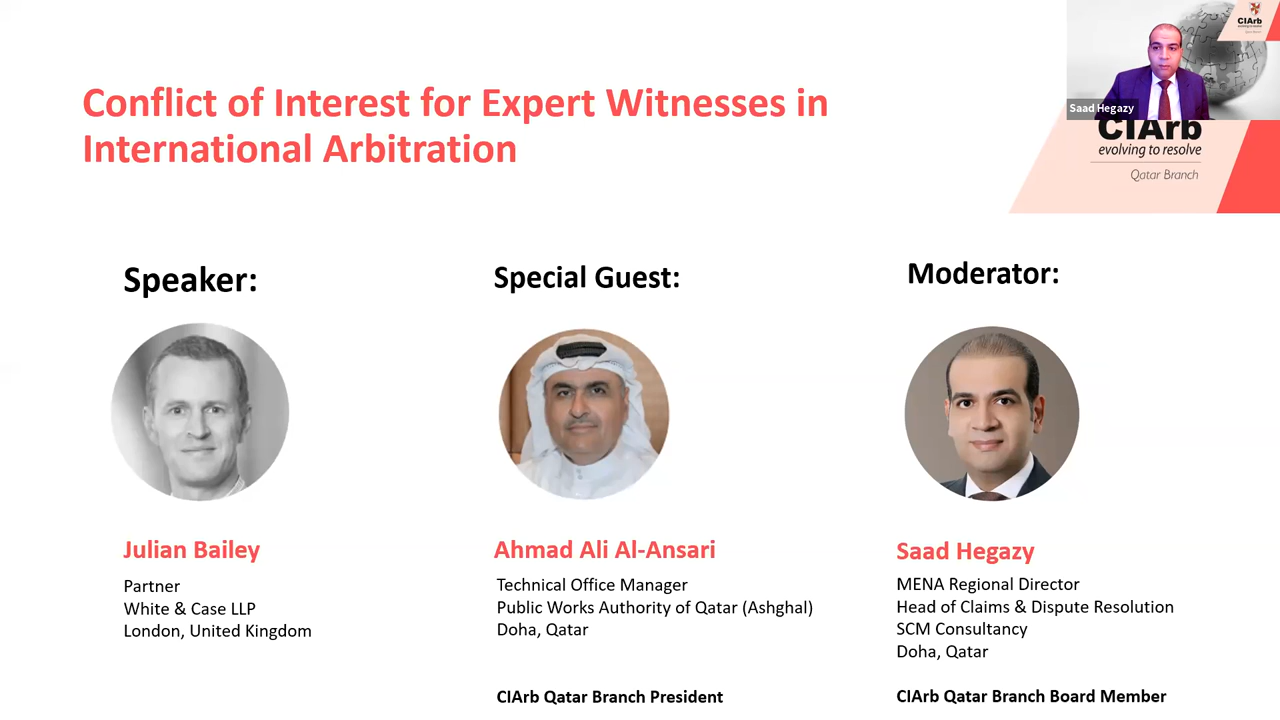 Conflict of Interest for Expert Witnesses in
International Arbitration
CIArb
Saad Hegazy
CIArb
evolving to resolve
Qatar Branch
Speaker:
Julian Bailey
Partner
White & Case LLP
London, United Kingdom
Special Guest:
Ahmad Ali Al-Ansari
Technical Office Manager
Public Works Authority of Qatar (Ashghal)
Doha, Qatar
CIArb Qatar Branch President
Moderator:
Saad Hegazy
MENA Regional Director
Head of Claims & Dispute Resolution
SCM Consultancy
Doha, Qatar
CIArb Qatar Branch Board Member